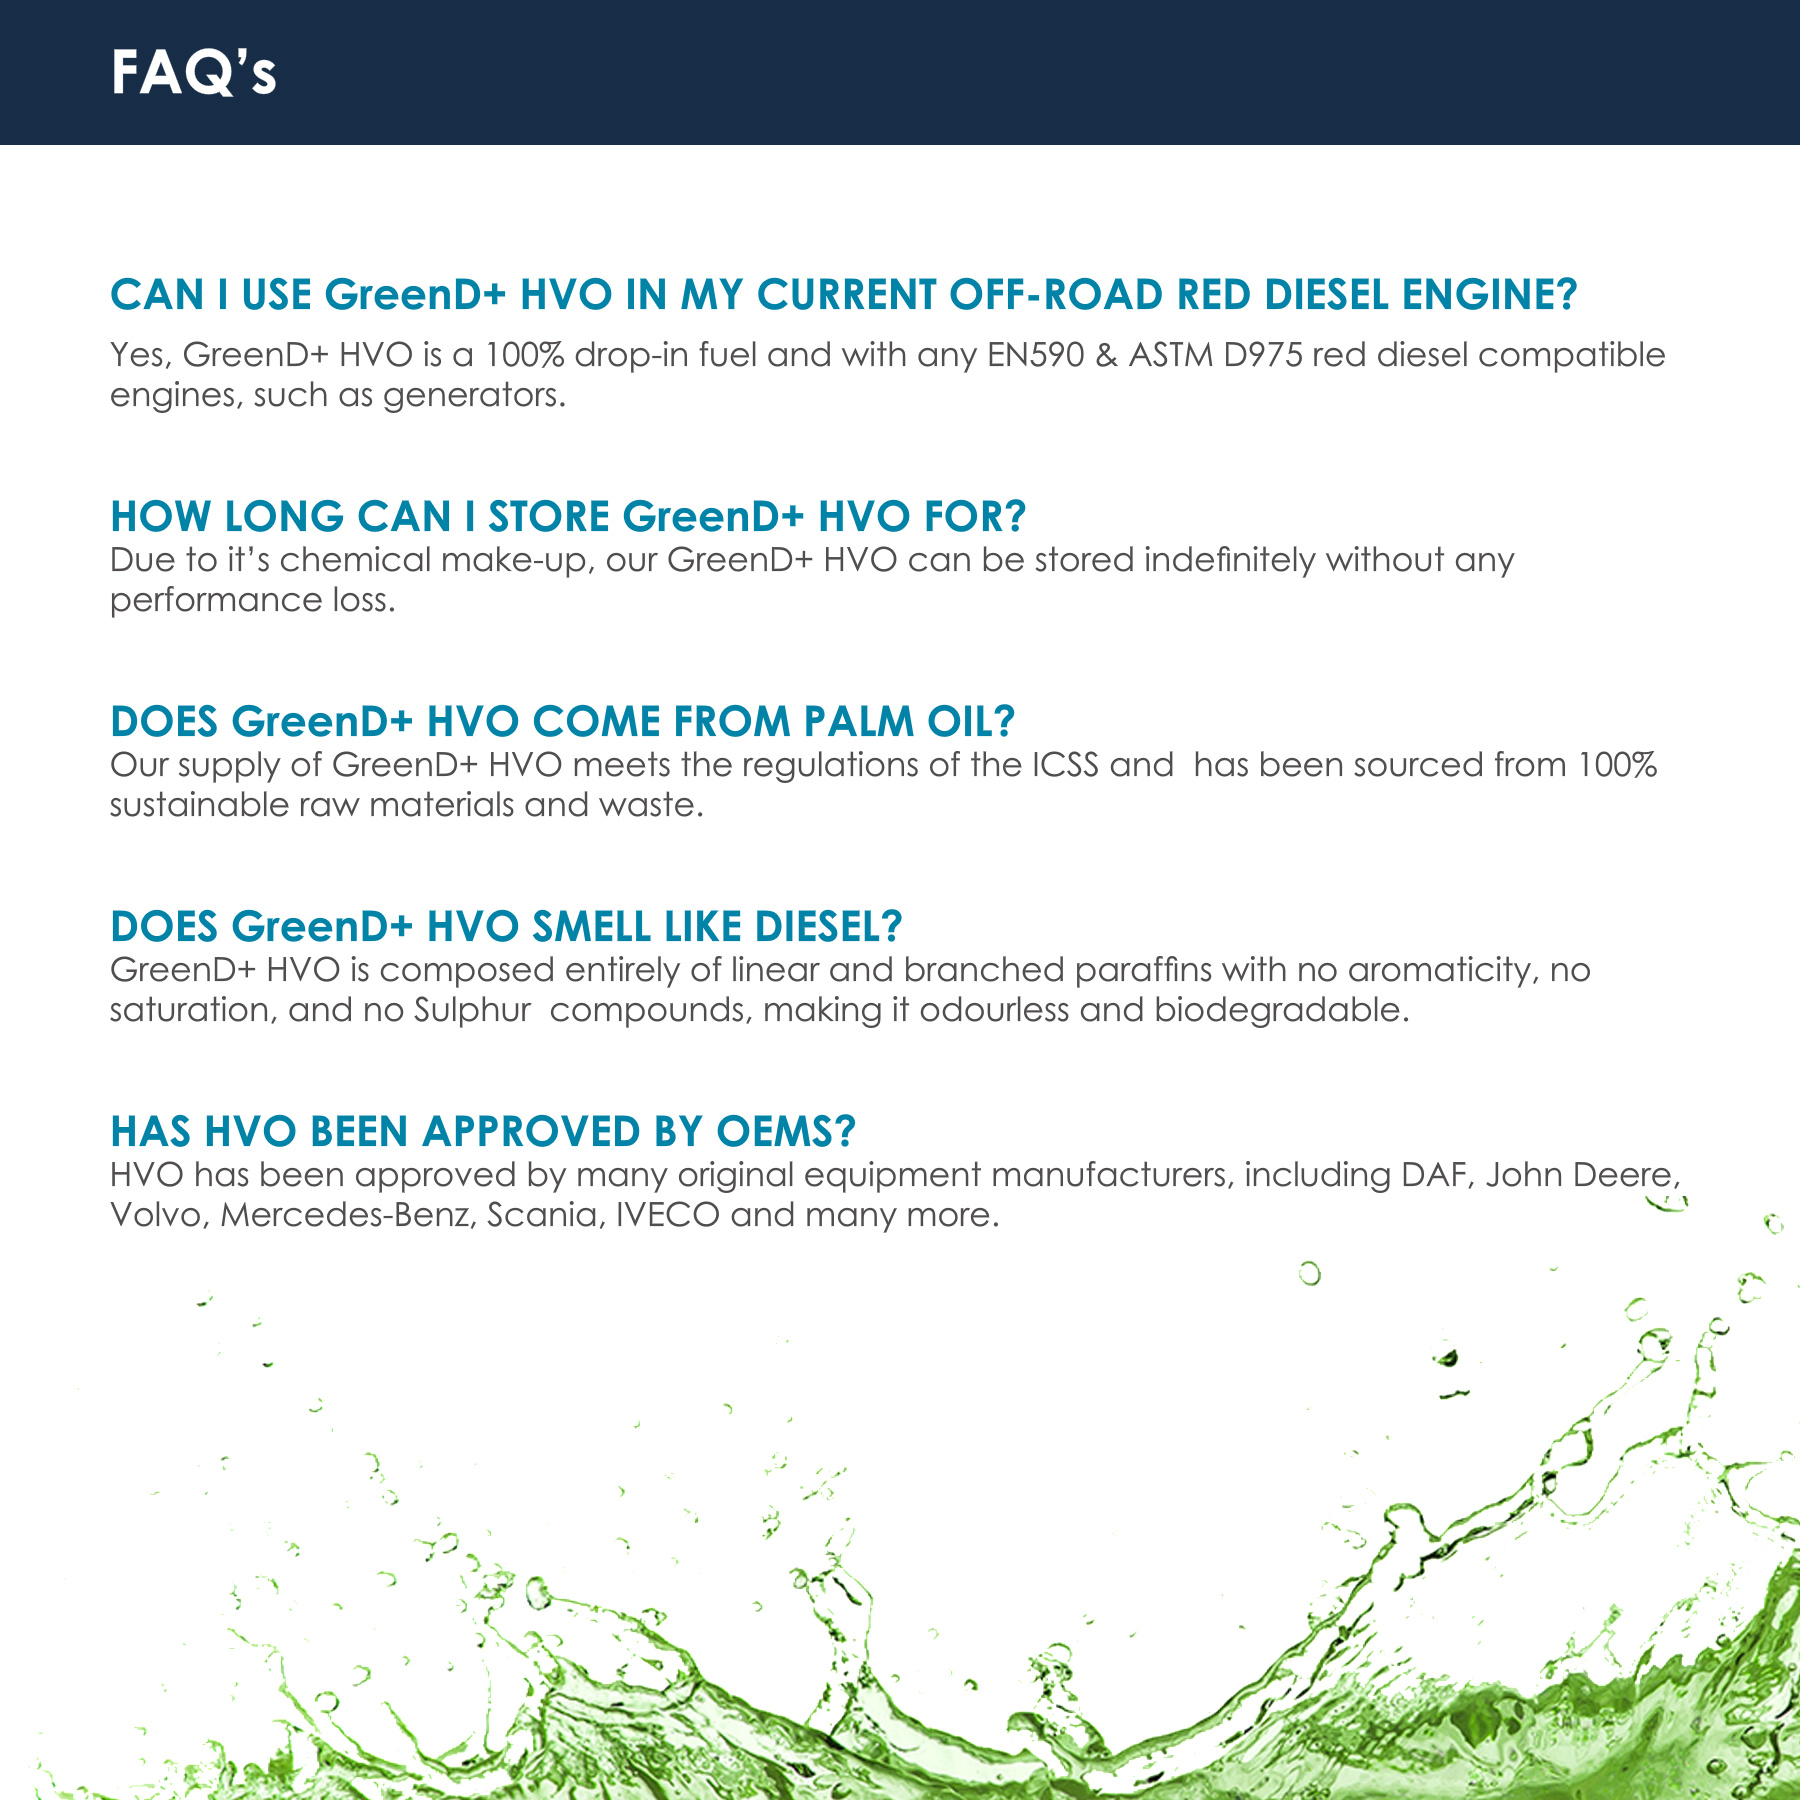 FAQ's
CAN I USE GreenD+ HVO IN MY CURRENT OFF-ROAD RED DIESEL ENGINE?
Yes, GreenD+ HVO is a 100% drop-in fuel and with any EN590 & ASTM D975 red diesel compatible
engines, such as generators.
HOW LONG CAN I STORE GreenD+ HVO FOR?
Due to it's chemical make-up, our GreenD+ HVO can be stored indefinitely without any
performance loss.
DOES GreenD+ HVO COME FROM PALM OIL?
Our supply of GreenD+ HVO meets the regulations of the ICSS and  has been sourced from 100%
sustainable raw materials and waste.
DOES GreenD+ HVO SMELL LIKE DIESEL?
GreenD+ HVO is composed entirely of linear and branched paraffins with no aromaticity, no
saturation, and no Sulphur  compounds, making it odourless and biodegradable.
HAS HVO BEEN APPROVED BY OEMS?
HVO has been approved by many original equipment manufacturers, including DAF, John Deere,
Volvo, Mercedes-Benz, Scania, IVECO and many more.